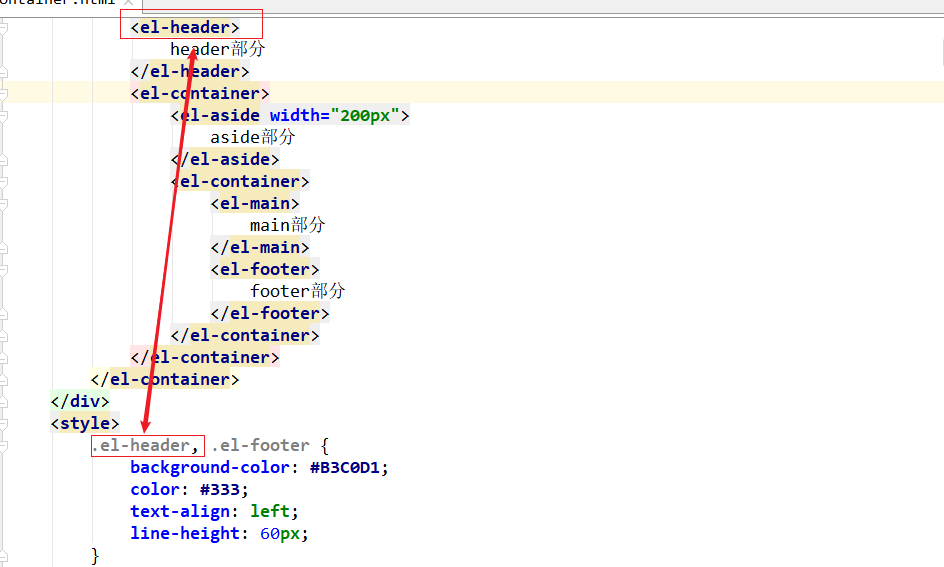 ontainer.html
<el-header>
header部分
</el-header>
<el-container>
<el-aside width="200px">
aside部分
</el-aside>
<el-container>
<el-main>
main部分
</el-main>
<el-footer>
footer部分
</el-footer>
</el-container>
</el-container>
</el-container>
</div>
<style>
.el-header, .el-footer {
background-color: #B3C0D1;
color: #333;
text-align: left;
line-height: 60px;
}